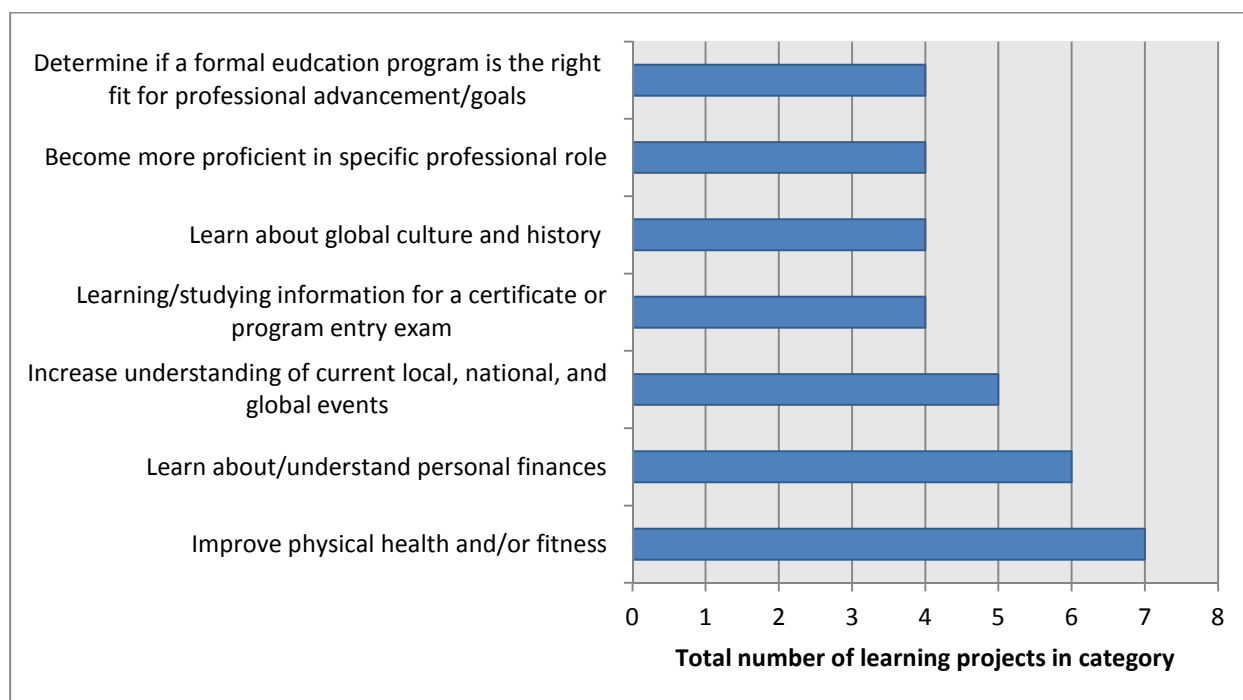 Determine if a formal eudcation program is the right
fit for professional advancement/goals
Become more proficient in specific professional role
Learn about global culture and history
Learning/studying information for a certificate or
program entry exam
Increase understanding of current local, national, and
global events
Learn about/understand personal finances
Improve physical health and/or fitness
0 1 2 3 4 5 6 7 8
Total number of learning projects in category